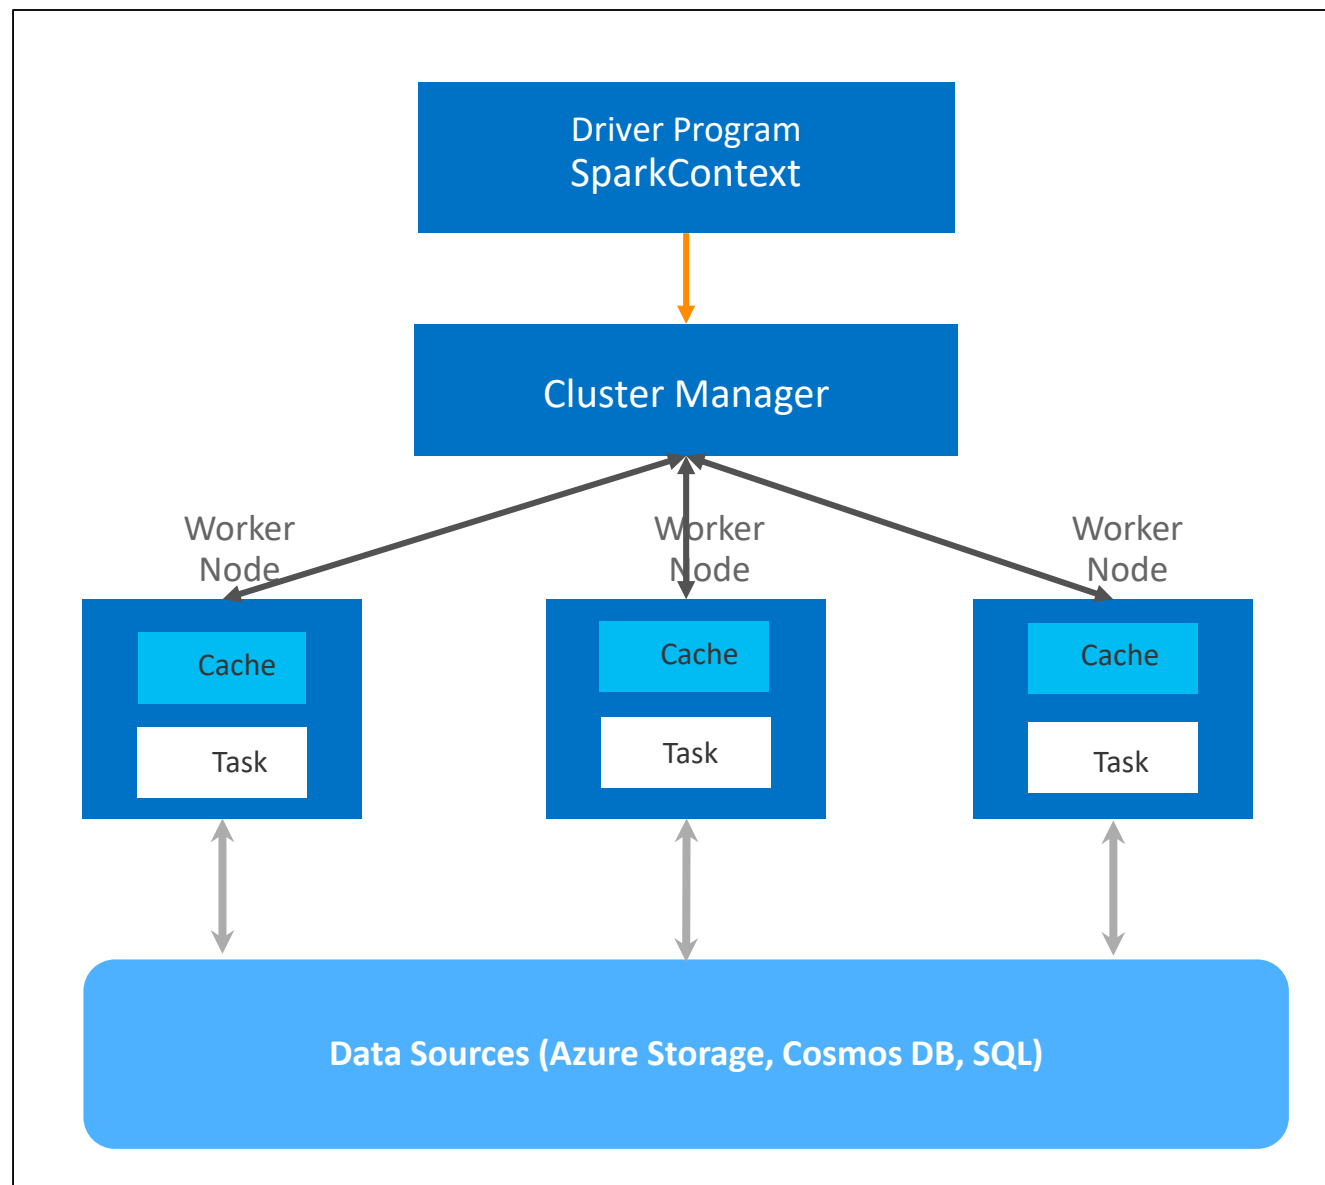 Driver Program
SparkContext
Cluster Manager
Worker
Node
Worker
Node
Worker
Node
Cache
Task
Cache
Task
Cache
Task
Data Sources (Azure Storage, Cosmos DB, SQL)